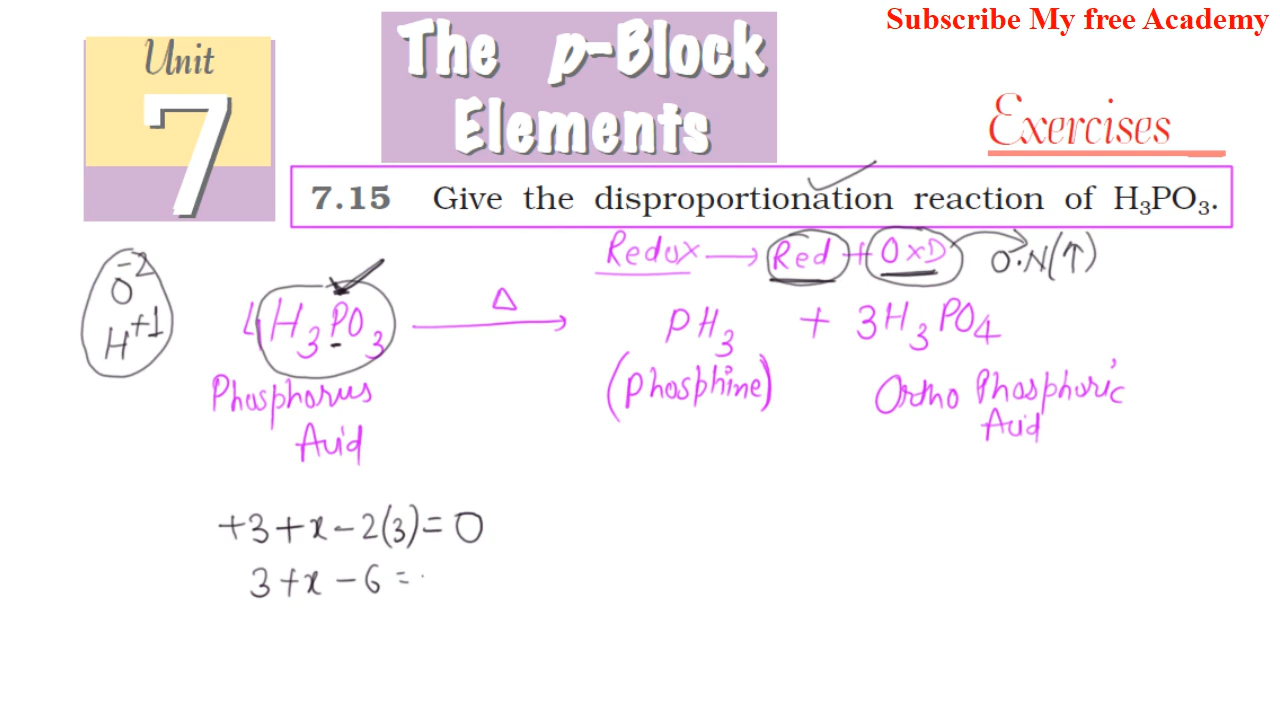 Subscribe My free Academy
Unit
7
The p-Block
Elements
Exercises
7.15 Give the disproportionation reaction of H₃PO₃.
Redox → Red + OxD O.N(↑)
O⁻²
H⁺¹
4H₃PO₃ Δ → PH₃ + 3H₃PO₄
Phosphorus
Acid
(Phosphine)
Ortho Phosphoric
Acid
+3+x-2(3)=0
3+x-6=